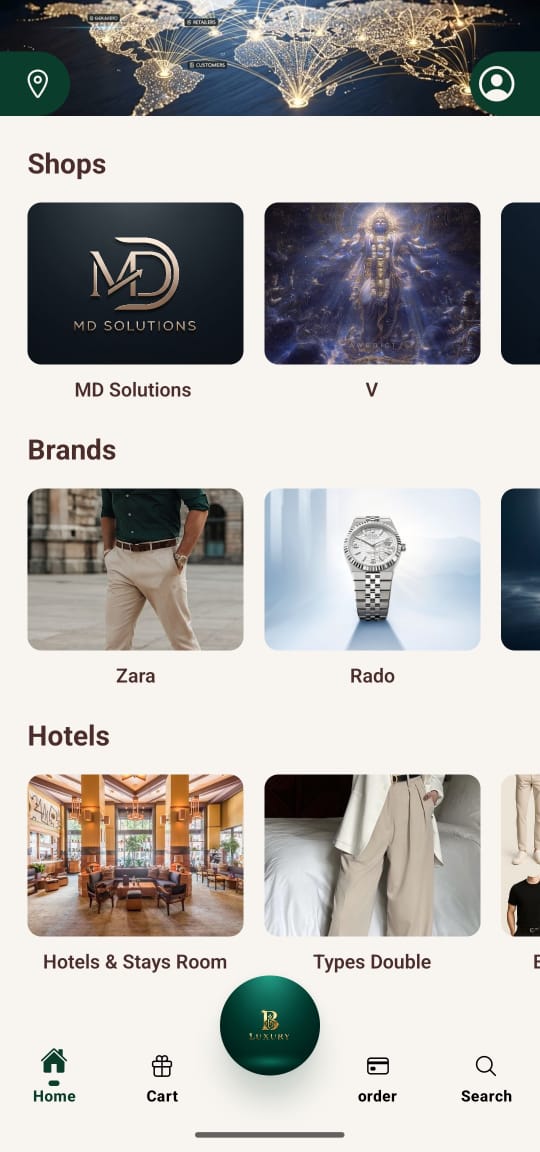 RETAILERS
CUSTOMERS
Shops
MD
MD SOLUTIONS
MD Solutions
V
Brands
Zara
Rado
Hotels
Hotels & Stays Room
Types Double
B
LUXURY
Home
Cart
order
Search